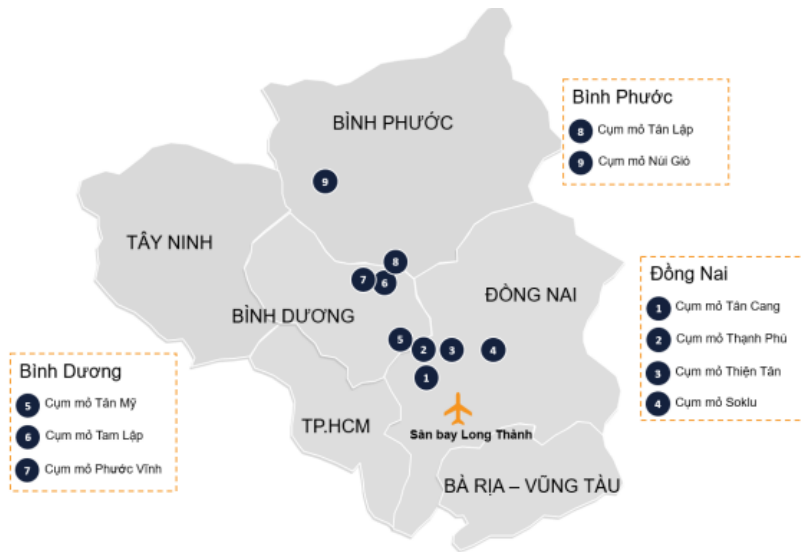 BÌNH PHƯỚC
Bình Phước
8 Cụm mỏ Tân Lập
9 Cụm mỏ Núi Gió
9
TÂY NINH
8
7
6
ĐỒNG NAI
BÌNH DƯƠNG
Đồng Nai
1 Cụm mỏ Tân Cang
2 Cụm mỏ Thạnh Phú
3 Cụm mỏ Thiện Tân
4 Cụm mỏ Soklu
5
2
3
4
1
Bình Dương
5 Cụm mỏ Tân Mỹ
6 Cụm mỏ Tam Lập
7 Cụm mỏ Phước Vĩnh
TP.HCM
Sân bay Long Thành
BÀ RỊA – VŨNG TÀU